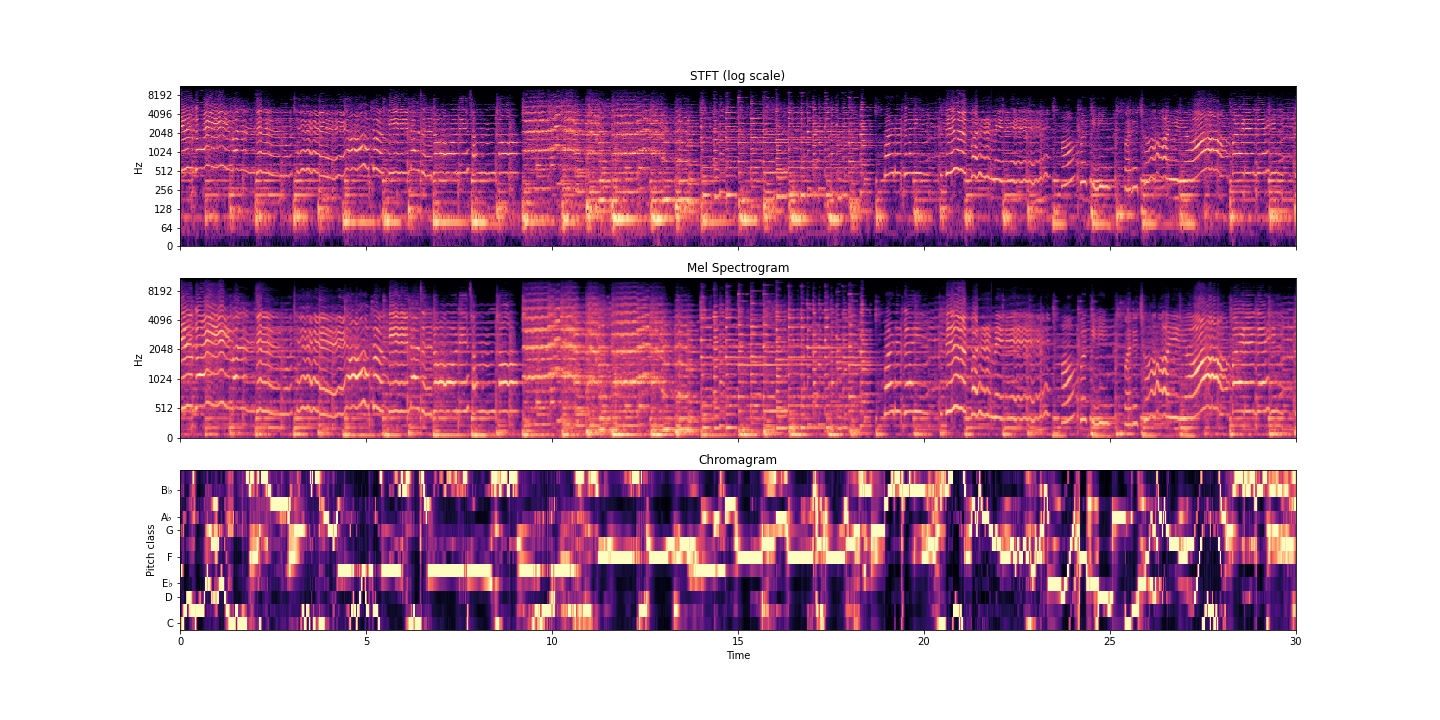 STFT (log scale)
8192
4096
2048
1024
512
256
128
64
0
Hz
Mel Spectrogram
8192
4096
2048
1024
512
0
Hz
Chromagram
B♭
A♭
G
F
E♭
D
C
Pitch class
0 5 10 15 20 25 30
Time